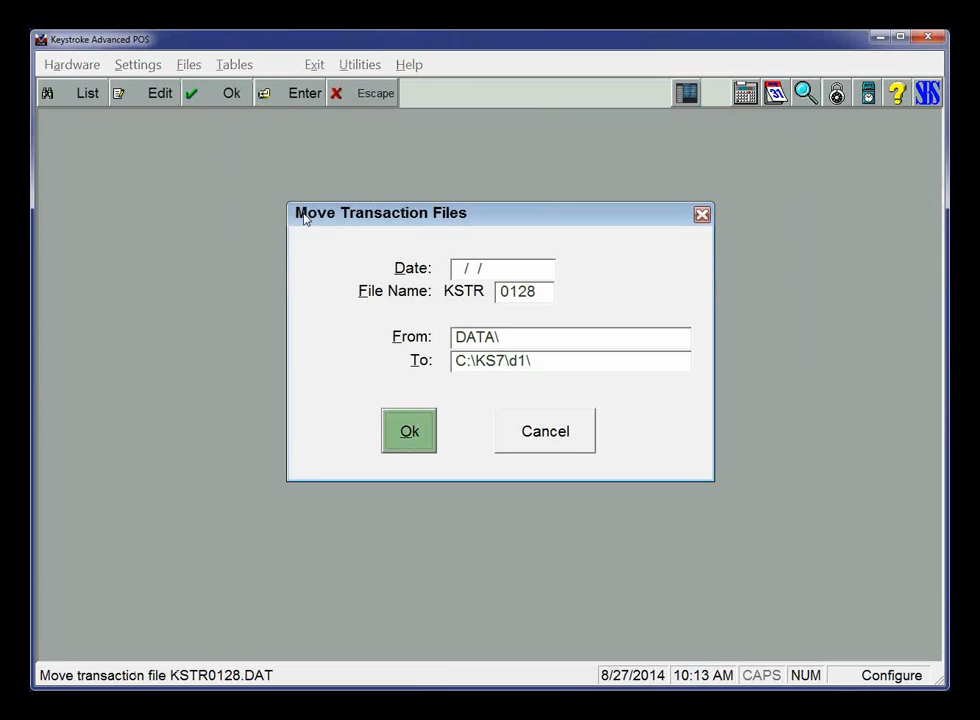 Keystroke Advanced POS
Hardware Settings Files Tables Exit Utilities Help
List Edit Ok Enter Escape 31 ? SBS
Move Transaction Files
Date: / /
File Name: KSTR 0128
From: DATA\
To: C:\KS7\d1\
Ok Cancel
Move transaction file KSTR0128.DAT 8/27/2014 10:13 AM CAPS NUM Configure